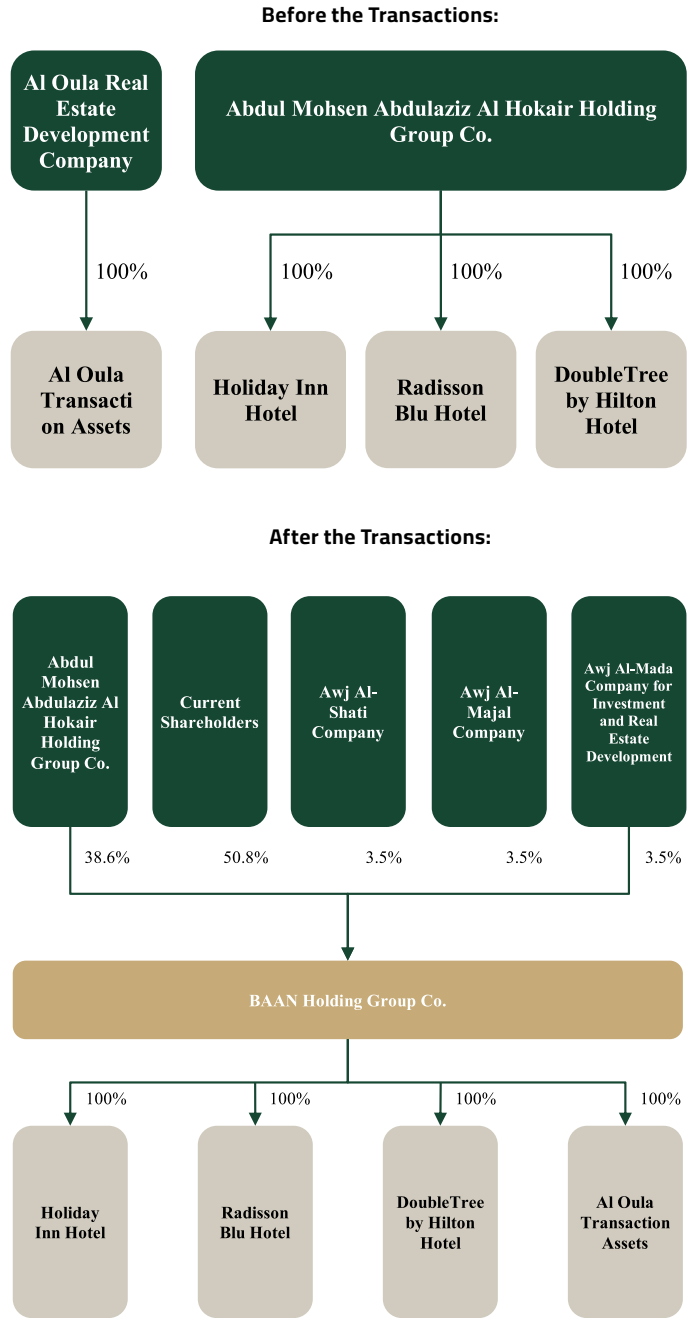 Before the Transactions:
Al Oula Real
Estate
Development
Company
Abdul Mohsen Abdulaziz Al Hokair Holding
Group Co.
100%
100%
100%
100%
Al Oula
Transacti
on Assets
Holiday Inn
Hotel
Radisson
Blu Hotel
DoubleTree
by Hilton
Hotel
After the Transactions:
Abdul
Mohsen
Abdulaziz Al
Hokair
Holding
Group Co.
Current
Shareholders
Awj Al-
Shati
Company
Awj Al-
Majal
Company
Awj Al-Mada
Company for
Investment
and Real
Estate
Development
38.6%
50.8%
3.5%
3.5%
3.5%
BAAN Holding Group Co.
100%
100%
100%
100%
Holiday
Inn Hotel
Radisson
Blu Hotel
DoubleTree
by Hilton
Hotel
Al Oula
Transaction
Assets